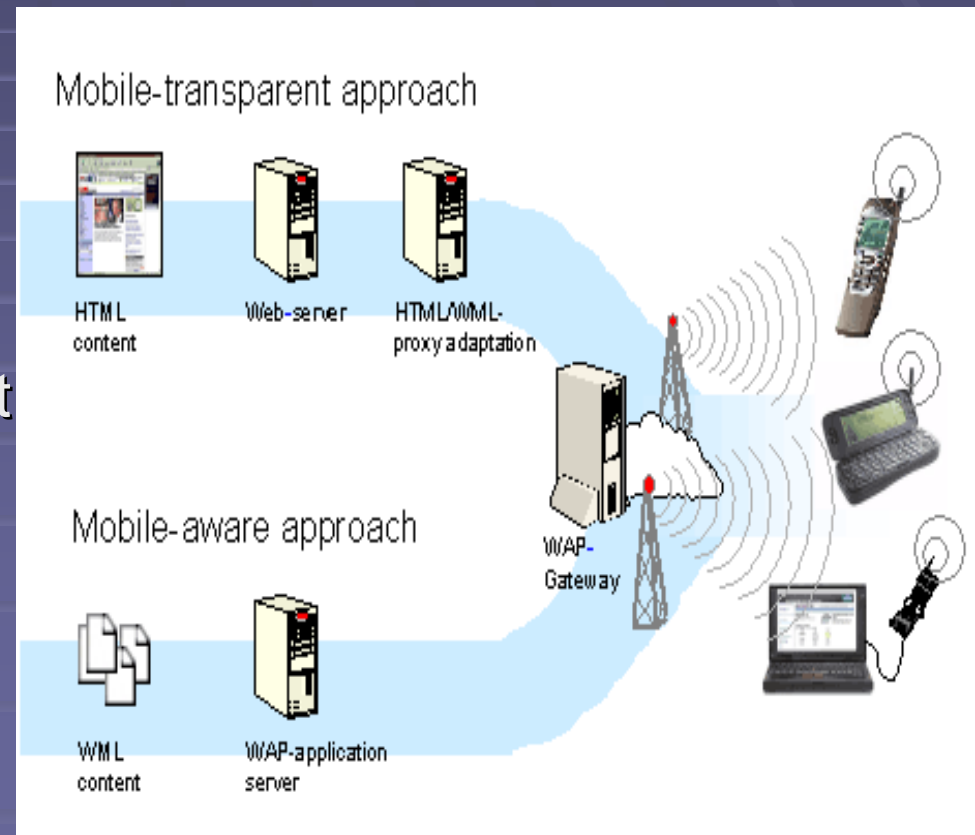 Mobile-transparent approach
HTML
content
Web-server
HTML/WML-
proxy adaptation
t
WAP-
Gateway
Mobile-aware approach
WML
content
WAP-application
server